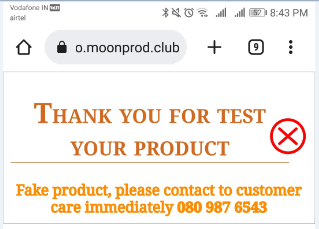 Vodafone IN
airtel
8:43 PM
o.moonprod.club
9
THANK YOU FOR TEST
YOUR PRODUCT
Fake product, please contact to customer
care immediately 080 987 6543